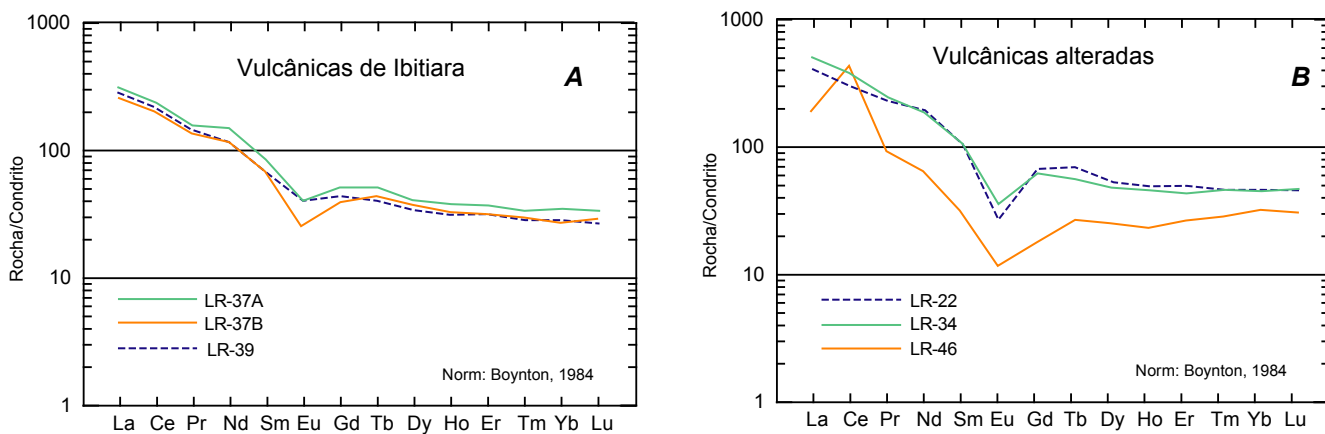 1000
100
10
1
Rocha/Condrito
Vulcânicas de Ibitiara
A
LR-37A
LR-37B
LR-39
Norm: Boynton, 1984
La Ce Pr Nd Sm Eu Gd Tb Dy Ho Er Tm Yb Lu
1000
100
10
1
Rocha/Condrito
Vulcânicas alteradas
B
LR-22
LR-34
LR-46
Norm: Boynton, 1984
La Ce Pr Nd Sm Eu Gd Tb Dy Ho Er Tm Yb Lu